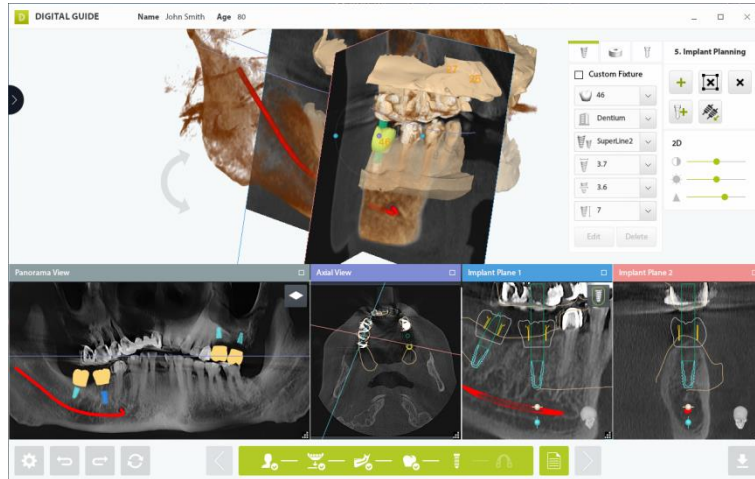 DIGITAL GUIDE Name John Smith Age 80
5. Implant Planning
Custom Fixture
46
Dentium
SuperLine2
3.7
3.6
7
Edit Delete
2D
Panorama View
Axial View
Implant Plane 1
Implant Plane 2